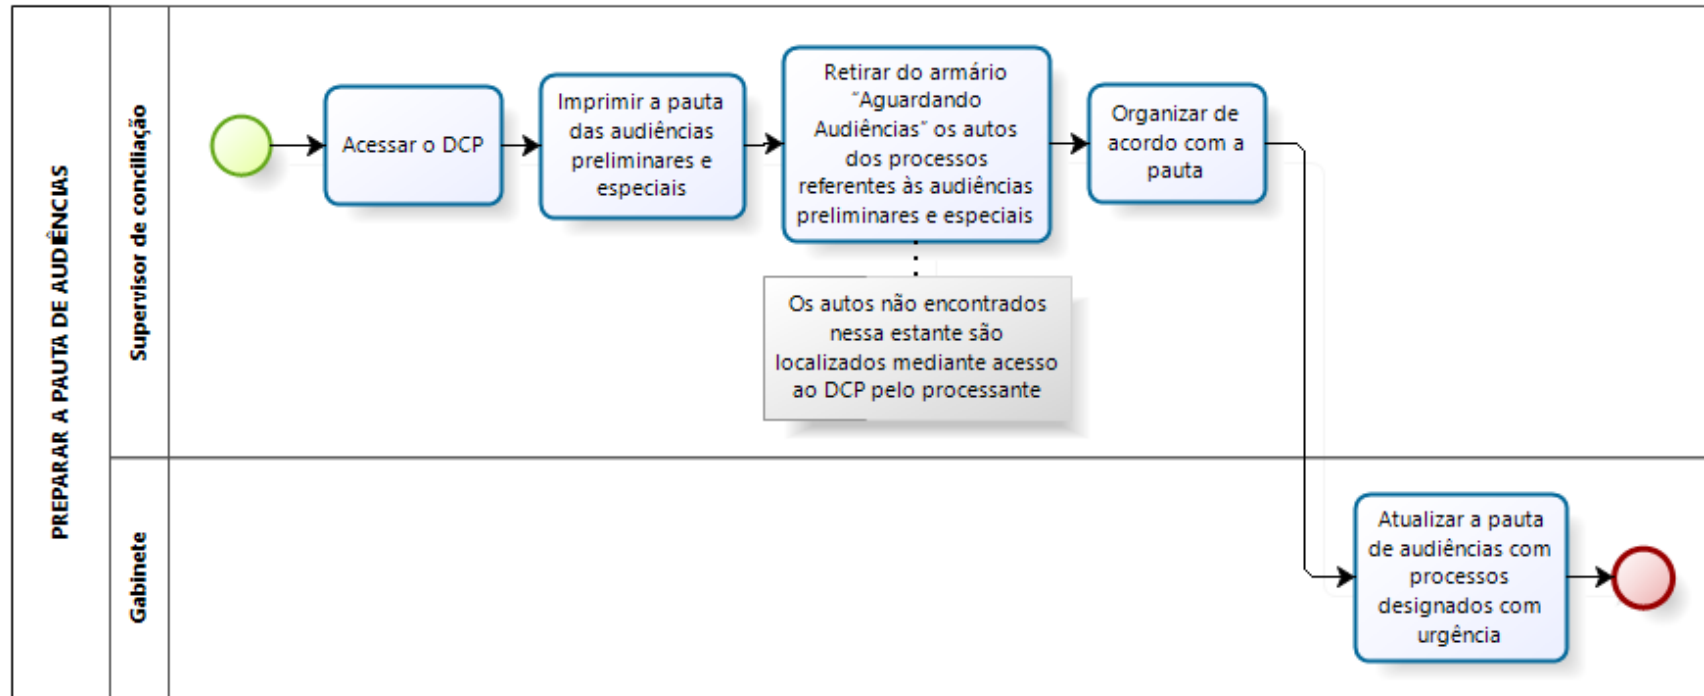 PREPARAR A PAUTA DE AUDIÊNCIAS
Supervisor de conciliação
Acessar o DCP
Imprimir a pauta
das audiências
preliminares e
especiais
Retirar do armário
“Aguardando
Audiências” os autos
dos processos
referentes às audiências
preliminares e especiais
Organizar de
acordo com a
pauta
Os autos não encontrados
nessa estante são
localizados mediante acesso
ao DCP pelo processante
Gabinete
Atualizar a pauta
de audiências com
processos
designados com
urgência